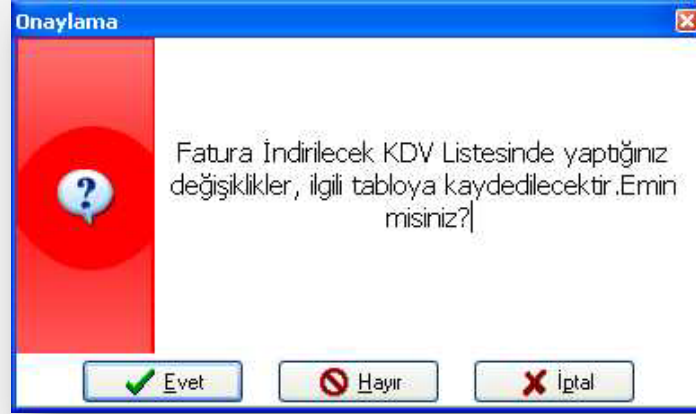 Onaylama
Fatura İndirilecek KDV Listesinde yaptığınız
değişiklikler, ilgili tabloya kaydedilecektir.Emin
misiniz?
Evet
Hayır
İptal